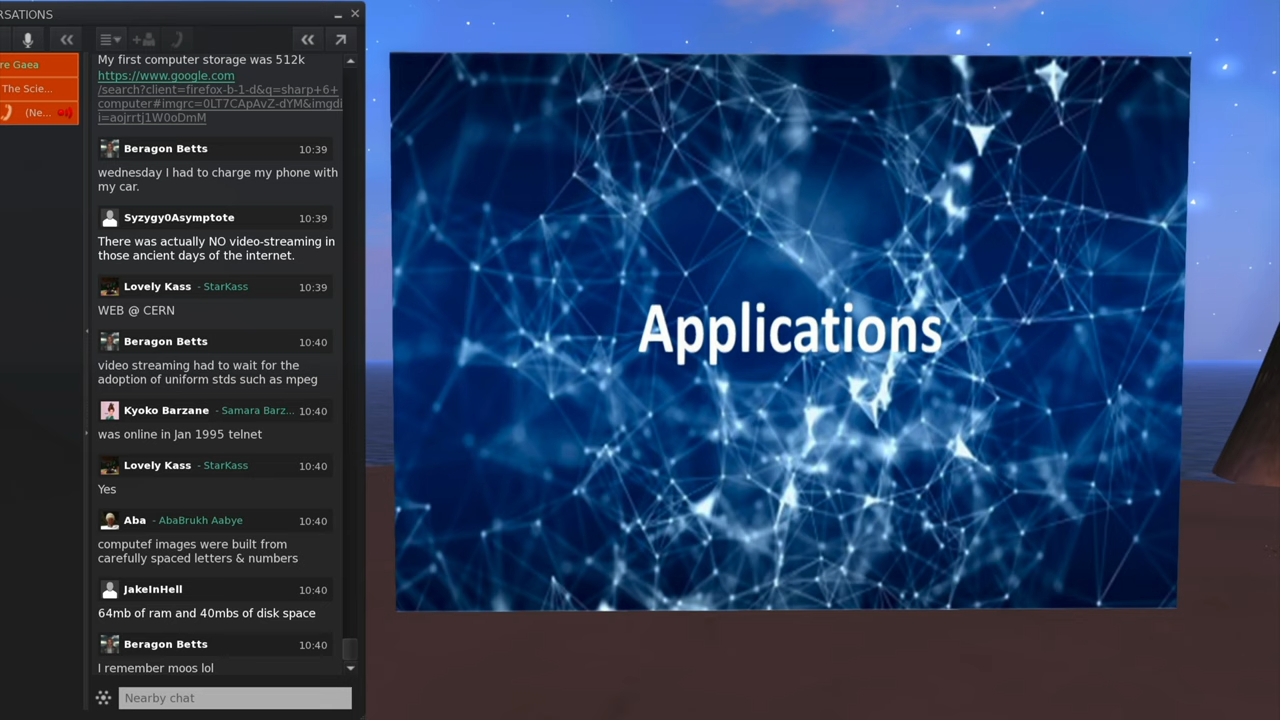 RSATIONS
re Gaea
The Scie...
(Ne...
My first computer storage was 512k
https://www.google.com
/search?client=firefox-b-1-d&q=sharp+6+
computer#imgrc=0LT7CApAvZ-dYM&imgdi
i=aojrrtj1W0oDmM
Beragon Betts 10:39
wednesday I had to charge my phone with
my car.
Syzygy0Asymptote 10:39
There was actually NO video-streaming in
those ancient days of the internet.
Lovely Kass - StarKass 10:39
WEB @ CERN
Beragon Betts 10:40
video streaming had to wait for the
adoption of uniform stds such as mpeg
Kyoko Barzane - Samara Barz... 10:40
was online in Jan 1995 telnet
Lovely Kass - StarKass 10:40
Yes
Aba - AbaBrukh Aabye 10:40
computef images were built from
carefully spaced letters & numbers
JakeInHell 10:40
64mb of ram and 40mbs of disk space
Beragon Betts 10:40
I remember moos lol
Nearby chat
Applications